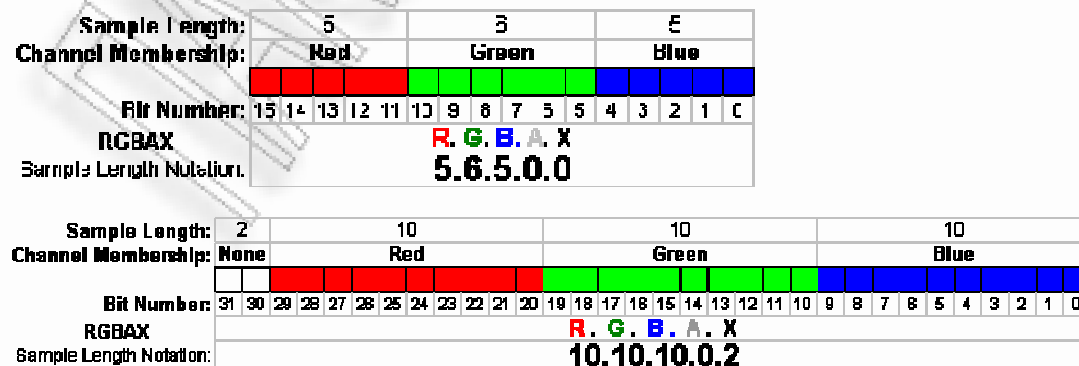 Sample Length: 5 6 5
Channel Membership: Red Green Blue
Bit Number: 15 14 13 12 11 10 9 8 7 6 5 4 3 2 1 0
RGBAX R. G. B. A. X
Sample Length Notation: 5.6.5.0.0
Sample Length: 2 10 10 10
Channel Membership: None Red Green Blue
Bit Number: 31 30 29 28 27 26 25 24 23 22 21 20 19 18 17 16 15 14 13 12 11 10 9 8 7 6 5 4 3 2 1 0
RGBAX R. G. B. A. X
Sample Length Notation: 10.10.10.0.2